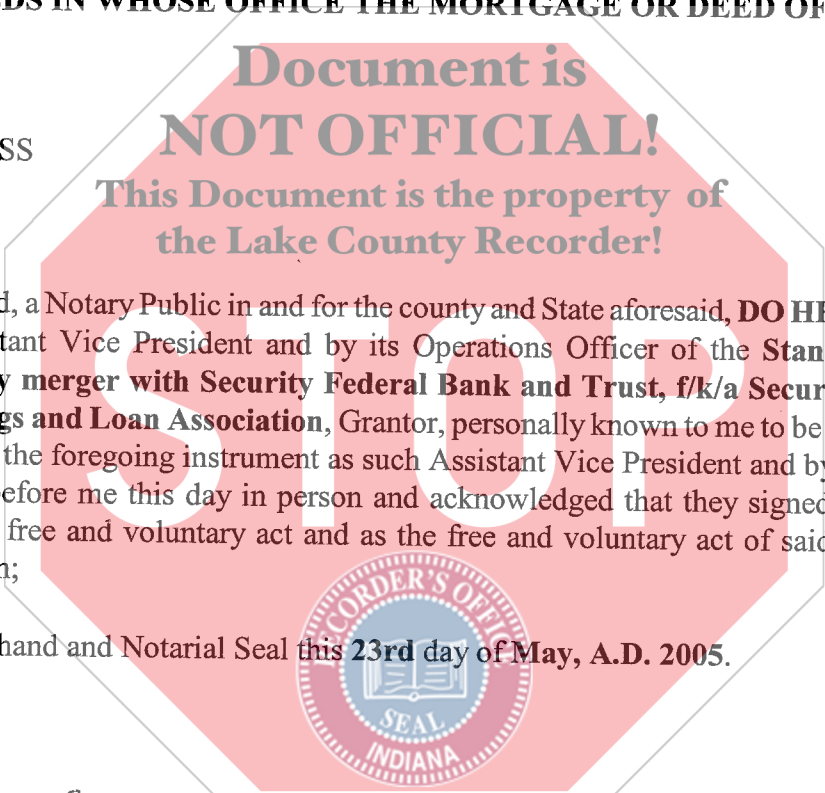 DS IN WHOSE OFFICE THE MORTGAGE OR DEED OF
Document is
NOT OFFICIAL!
SS
This Document is the property of
the Lake County Recorder!
d, a Notary Public in and for the county and State aforesaid, DO HE
tant Vice President and by its Operations Officer of the Stan
y merger with Security Federal Bank and Trust, f/k/a Secur
gs and Loan Association, Grantor, personally known to me to be
the foregoing instrument as such Assistant Vice President and by
efore me this day in person and acknowledged that they signed
free and voluntary act and as the free and voluntary act of said
n;
STOP
hand and Notarial Seal this 23rd day of May, A.D. 2005.
RECORDER'S OFFICE
SEAL
INDIANA